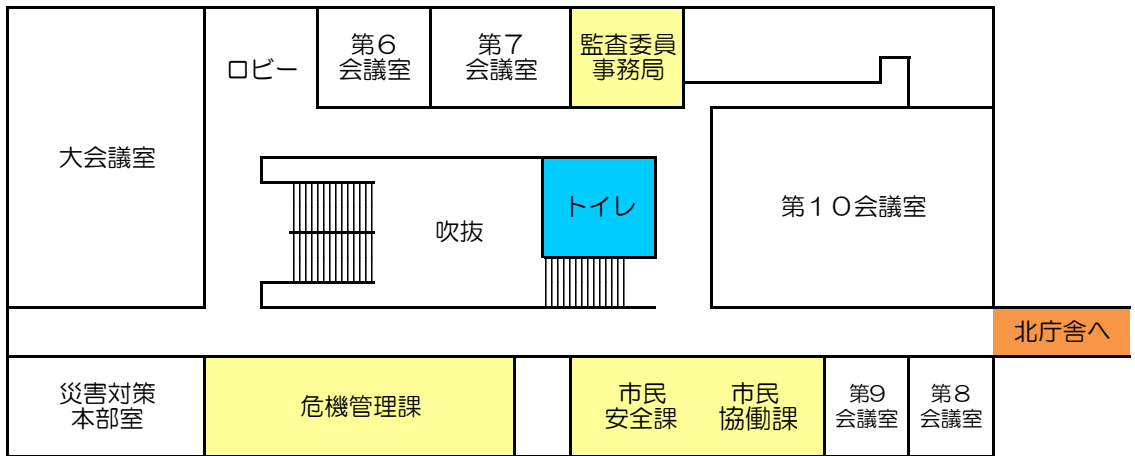 ロビー
第６
会議室
第７
会議室
監査委員
事務局
大会議室
吹抜
トイレ
第１０会議室
北庁舎へ
災害対策
本部室
危機管理課
市民
安全課
市民
協働課
第9
会議室
第８
会議室